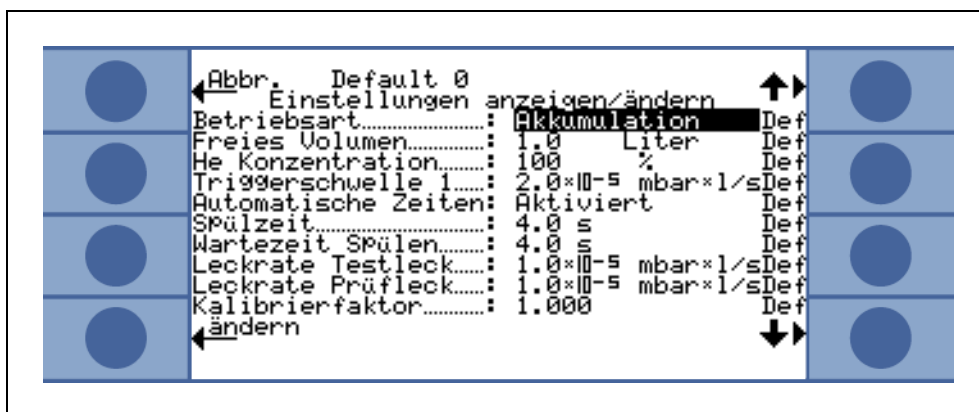 Abbr. Default 0
Einstellungen anzeigen/ändern
Betriebsart……………: Akkumulation Def
Freies Volumen…………: 1.0 Liter Def
He Konzentration………: 100 % Def
Triggerschwelle 1……: 2.0×10⁻⁵ mbar×l/sDef
Automatische Zeiten: Aktiviert Def
Spülzeit……………………: 4.0 s Def
Wartezeit Spülen………: 4.0 s Def
Leckrate Testleck……: 1.0×10⁻⁵ mbar×l/sDef
Leckrate Prüfleck……: 1.0×10⁻⁵ mbar×l/sDef
Kalibrierfaktor…………: 1.000 Def
ändern